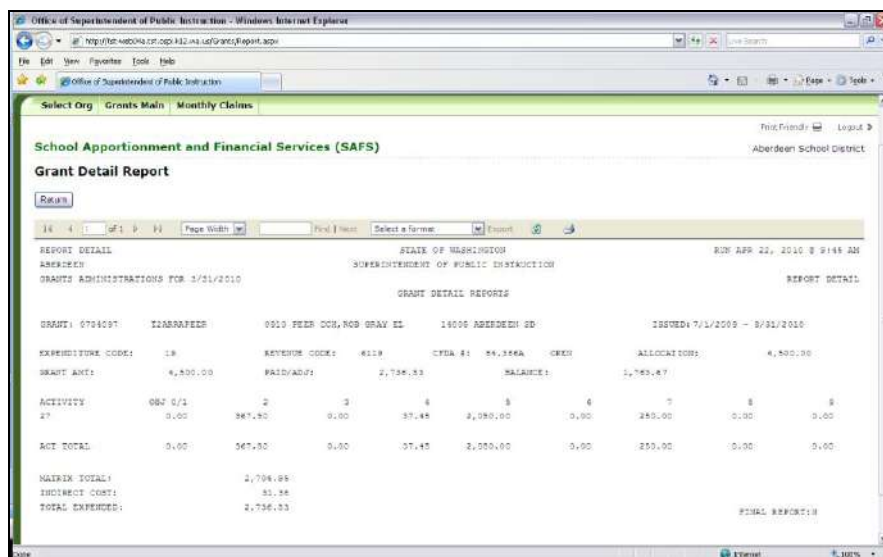 Office of Superintendent of Public Instruction - Windows Internet Explorer
File Edit View Favorites Tools Help
Office of Superintendent of Public Instruction
Page Tools
Select Org Grants Main Monthly Claims
Print Friendly Logout
School Apportionment and Financial Services (SAFS)
Aberdeen School District
Grant Detail Report
Return
of 1 Page Width Find | Next Select a format Export
REPORT DETAIL STATE OF WASHINGTON RUN APR 22, 2010 @ 9:46 AM
ABERDEEN SUPERINTENDENT OF PUBLIC INSTRUCTION
GRANTS ADMINISTRATIONS FOR 3/31/2010 REPORT DETAIL
GRANT DETAIL REPORTS
GRANT: T2ARRAPEER PEER ROB GRAY EL ABERDEEN SD ISSUED: - 8/31/2010
EXPENDITURE CODE: REVENUE CODE: CFDA #: ALLOCATION: 4,500.00
GRANT AMT: 4,500.00 PAID/ADJ: 2,736.33 BALANCE: 1,763.67
ACTIVITY OBJ 0/1 2 3 4 5 6 7 8 9
27 0.00 367.50 0.00 37.45 2,050.00 0.00 250.00 0.00 0.00
ACT TOTAL 0.00 367.50 0.00 37.45 2,050.00 0.00 250.00 0.00 0.00
MATRIX TOTAL: 2,704.95
INDIRECT COST: 31.38
TOTAL EXPENDED: 2,736.33
FINAL REPORT:N
Done Internet 100%